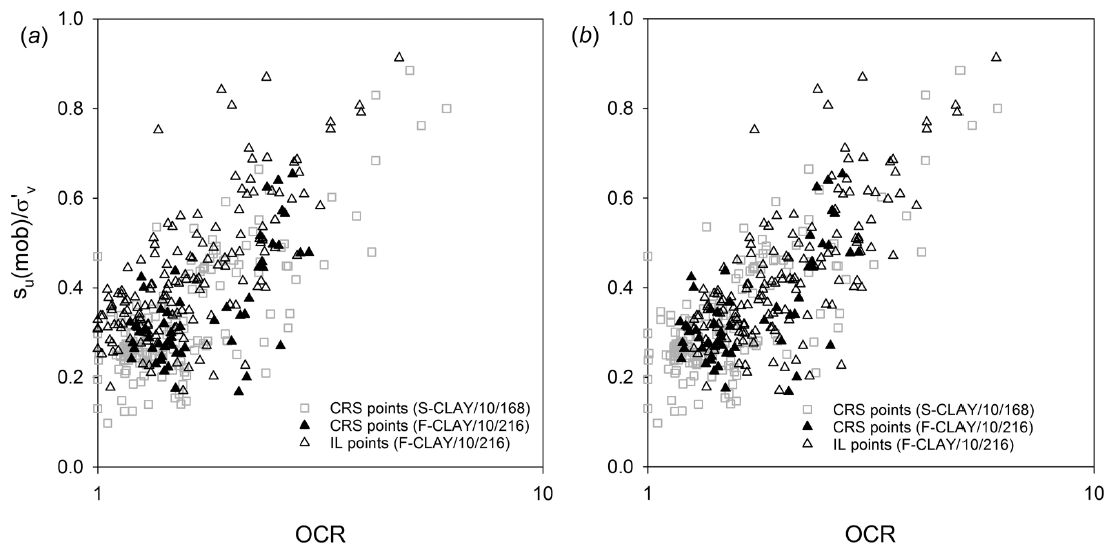 (a)
1.0
0.8
0.6
0.4
0.2
0.0
su(mob)/σ'v
CRS points (S-CLAY/10/168)
CRS points (F-CLAY/10/216)
IL points (F-CLAY/10/216)
1
10
OCR
(b)
1.0
0.8
0.6
0.4
0.2
0.0
CRS points (S-CLAY/10/168)
CRS points (F-CLAY/10/216)
IL points (F-CLAY/10/216)
1
10
OCR